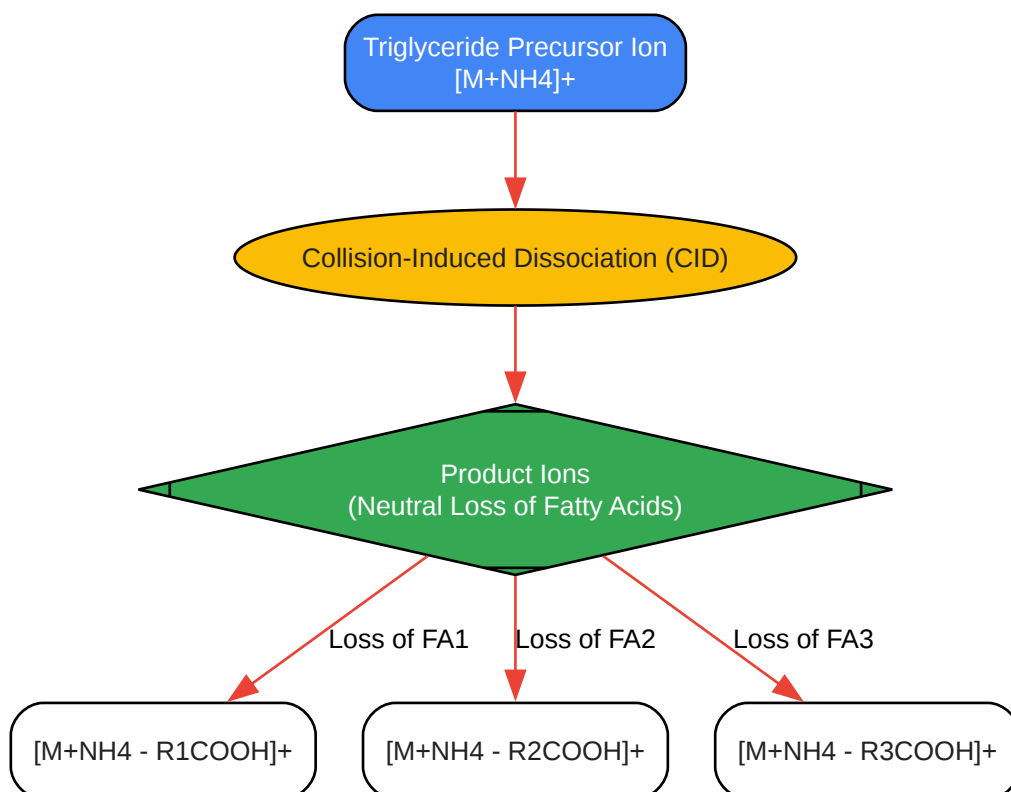 Triglyceride Precursor Ion
[M+NH4]+
Collision-Induced Dissociation (CID)
Product Ions
(Neutral Loss of Fatty Acids)
Loss of FA1
Loss of FA2
Loss of FA3
[M+NH4 - R1COOH]+
[M+NH4 - R2COOH]+
[M+NH4 - R3COOH]+